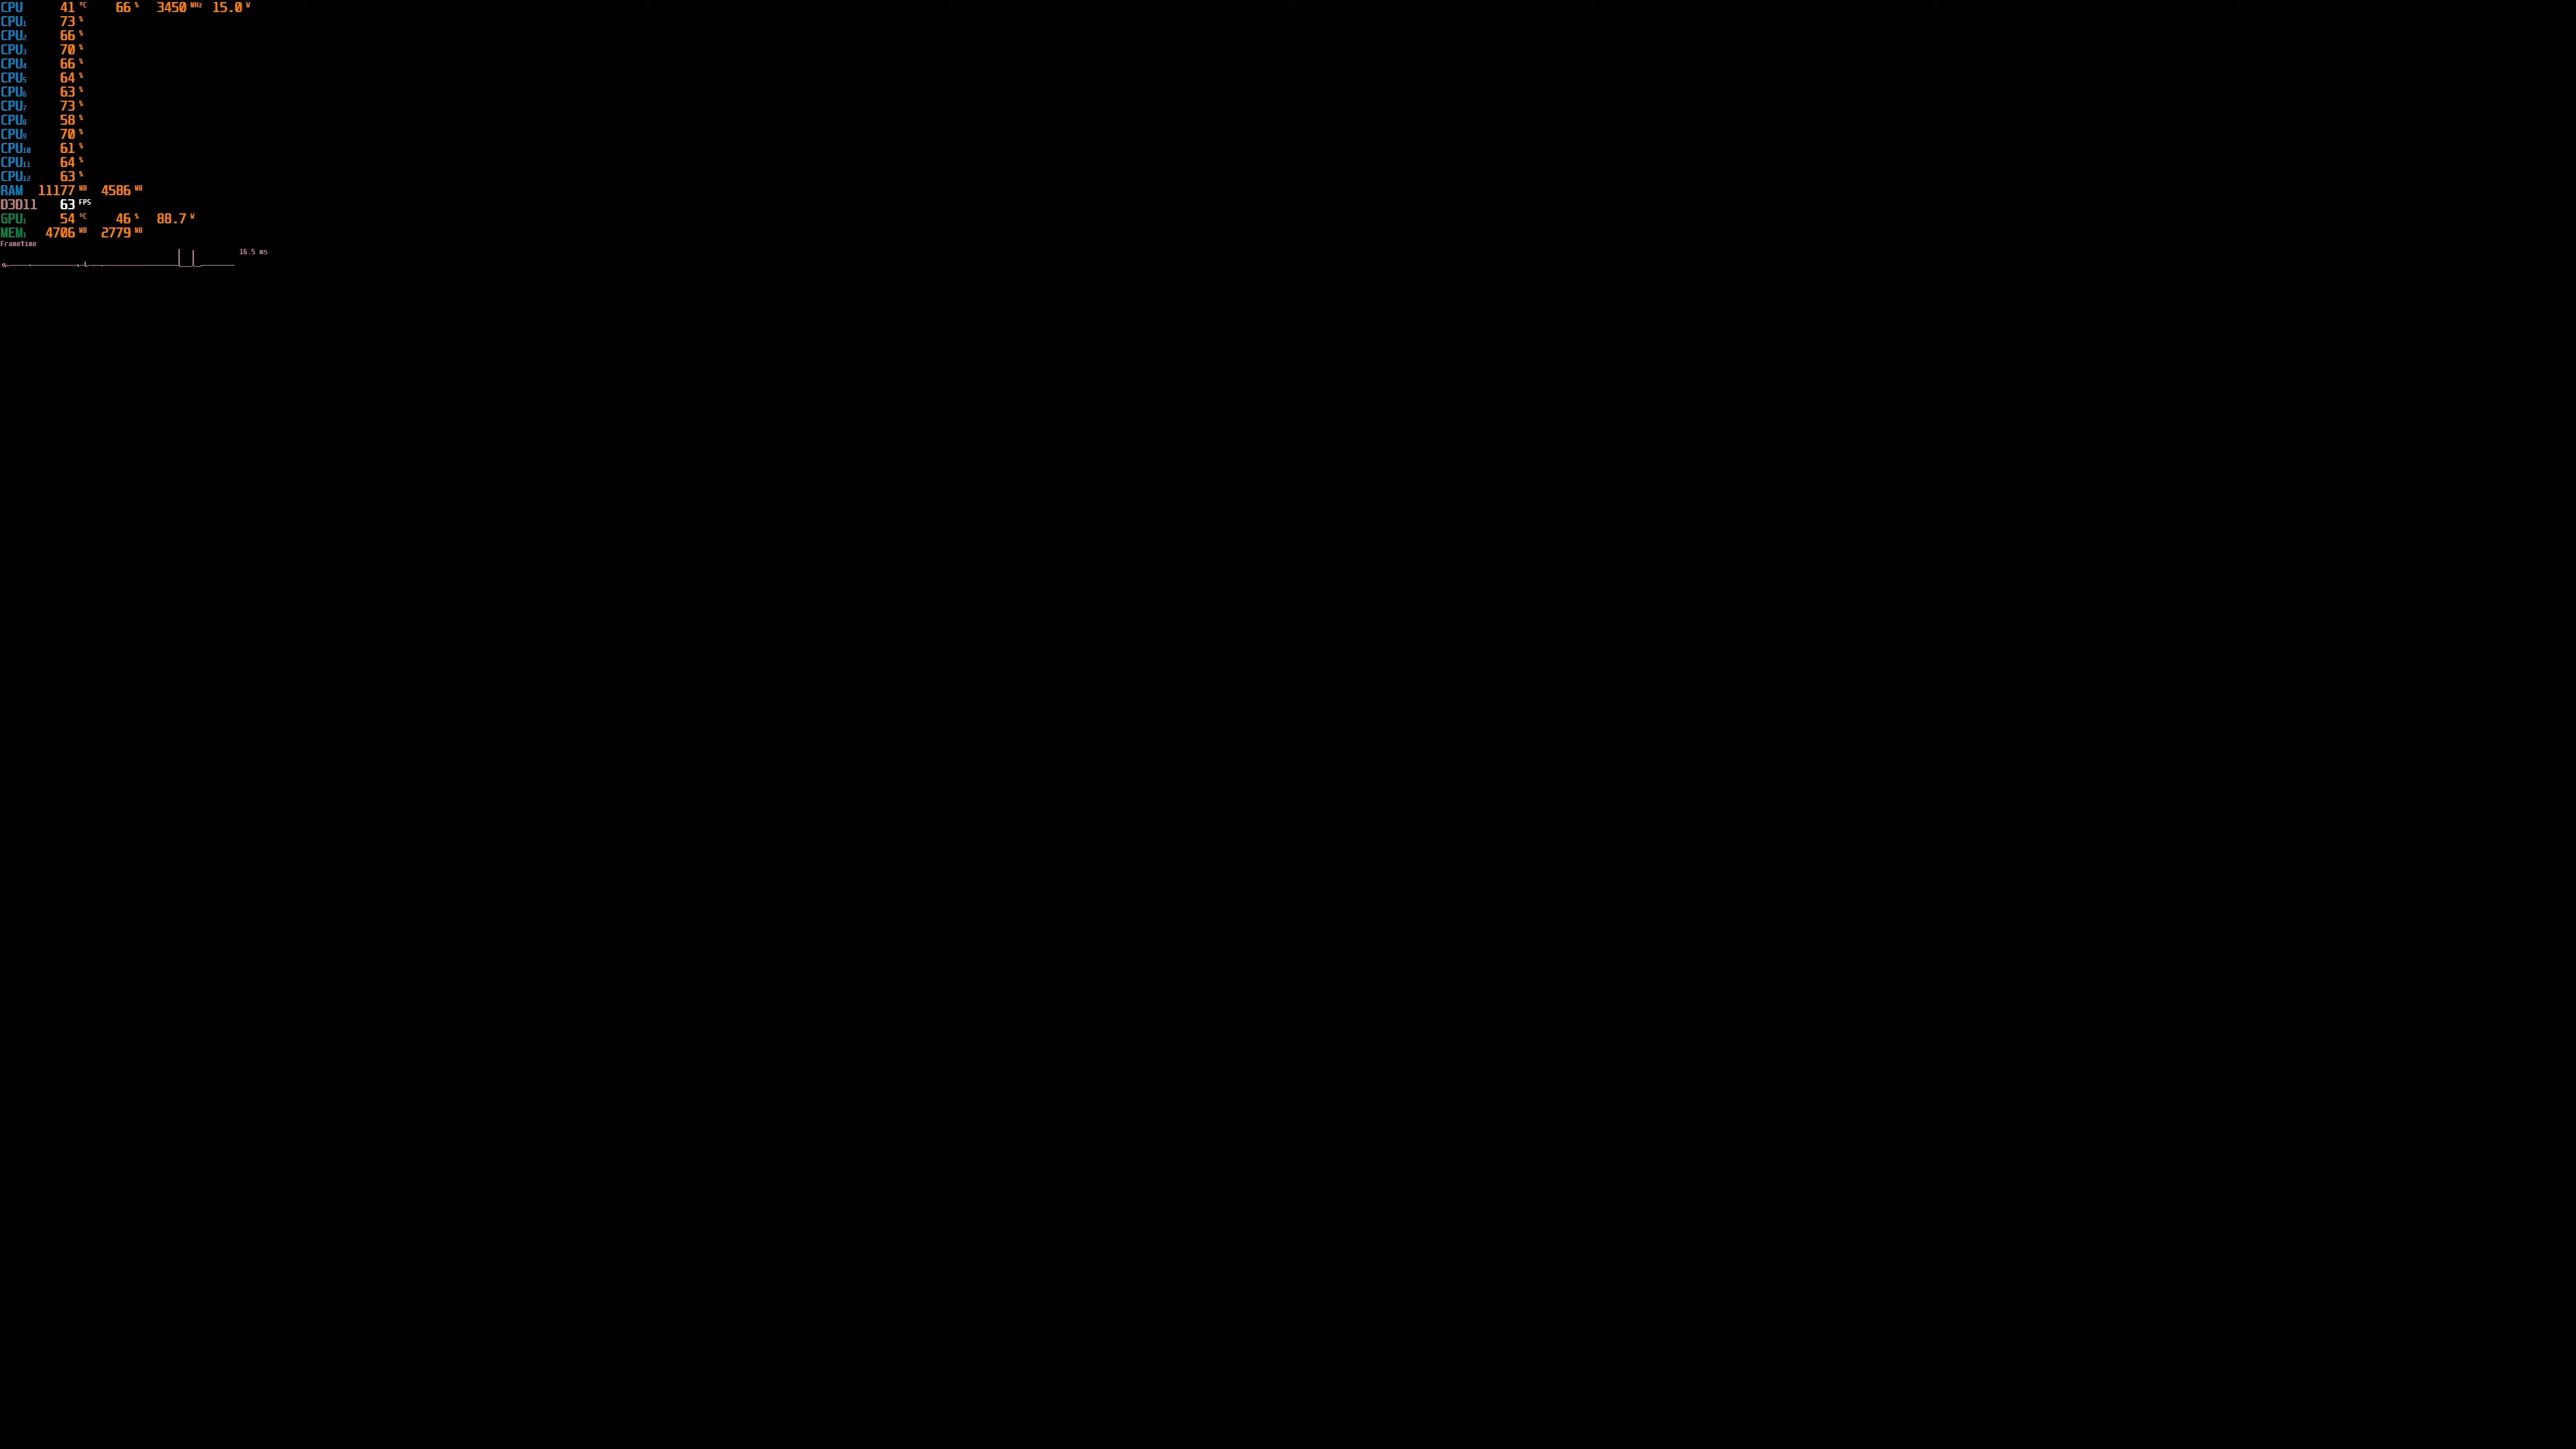 CPU 41 °C 66 % 3450 MHz 15.0 W
CPU1 73 %
CPU2 66 %
CPU3 70 %
CPU4 66 %
CPU5 64 %
CPU6 63 %
CPU7 73 %
CPU8 58 %
CPU9 70 %
CPU10 61 %
CPU11 64 %
CPU12 63 %
RAM 11177 MB 4586 MB
D3D11 63 FPS
GPU1 54 °C 46 % 88.7 W
MEM1 4706 MB 2779 MB
Frametime
16.5 ms